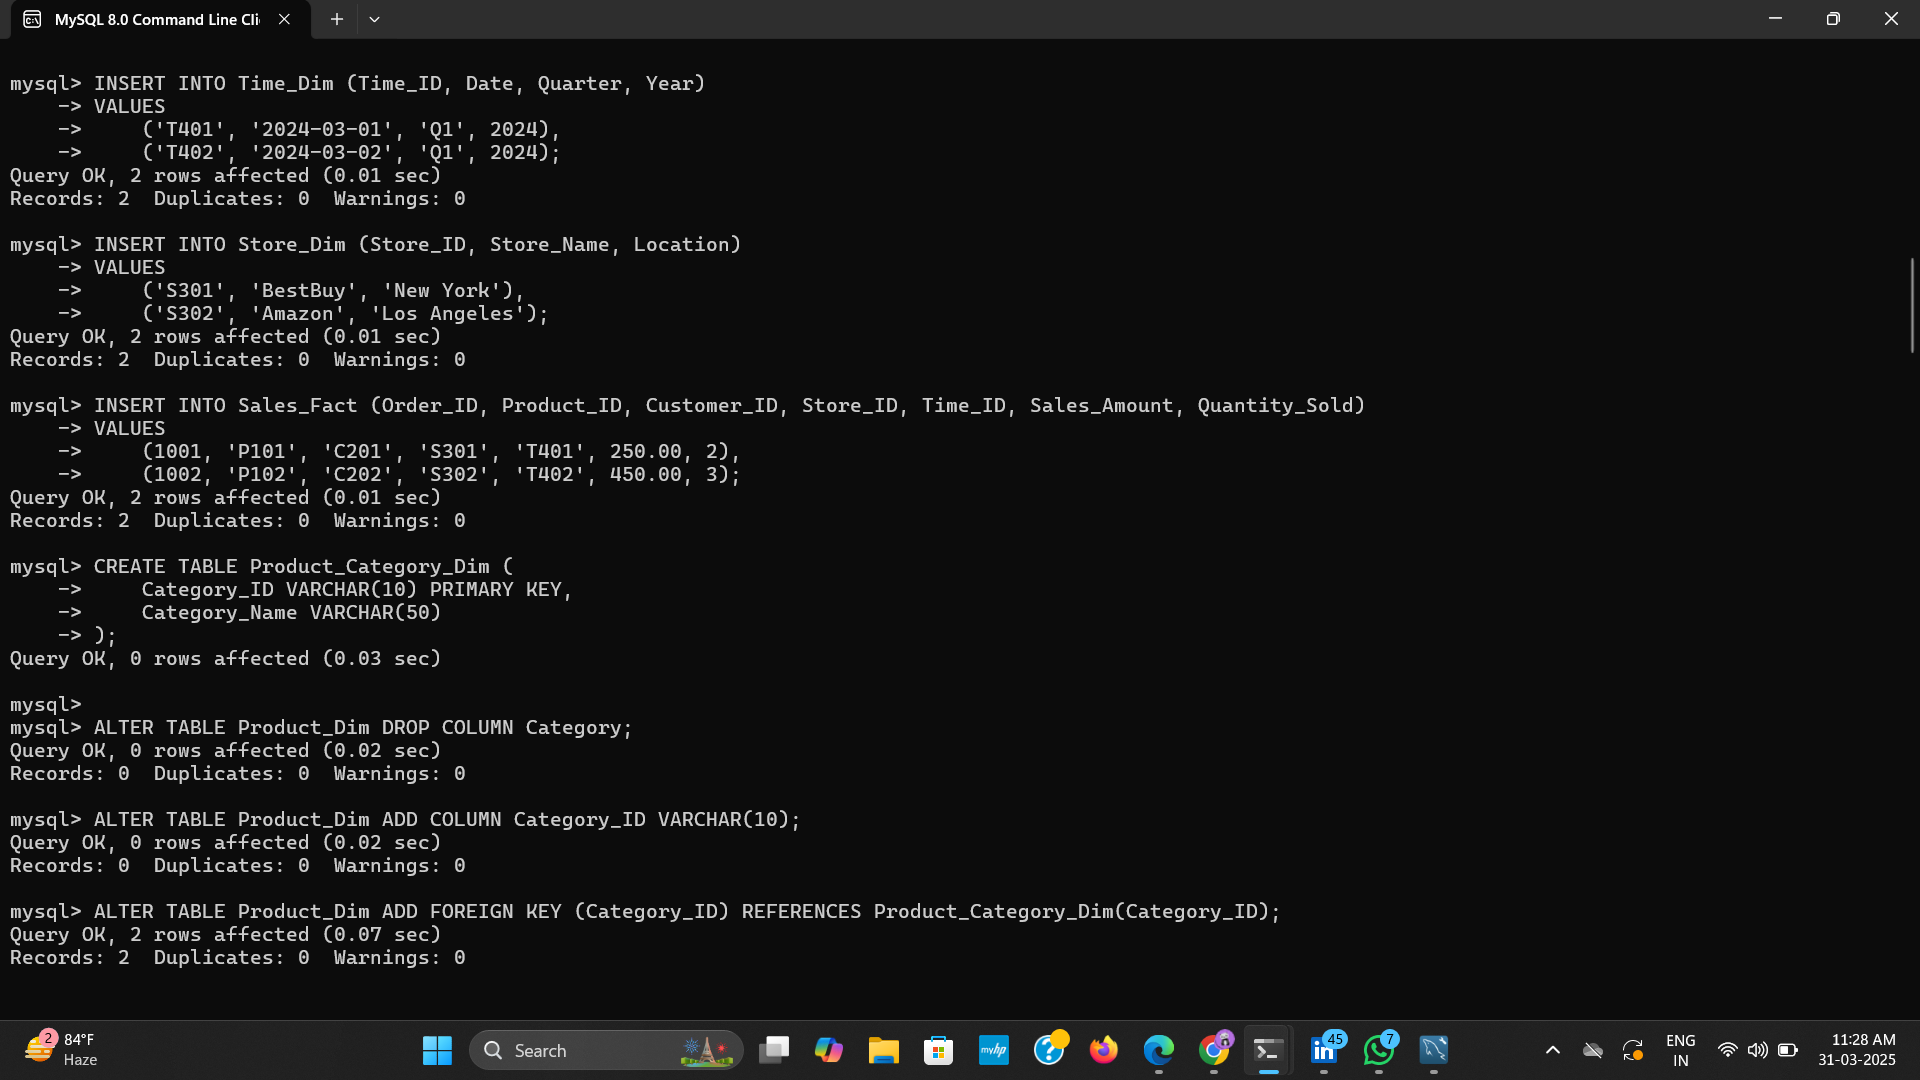 MySQL 8.0 Command Line Cli
mysql> INSERT INTO Time_Dim (Time_ID, Date, Quarter, Year)
    -> VALUES
    ->     ('T401', '2024-03-01', 'Q1', 2024),
    ->     ('T402', '2024-03-02', 'Q1', 2024);
Query OK, 2 rows affected (0.01 sec)
Records: 2  Duplicates: 0  Warnings: 0
mysql> INSERT INTO Store_Dim (Store_ID, Store_Name, Location)
    -> VALUES
    ->     ('S301', 'BestBuy', 'New York'),
    ->     ('S302', 'Amazon', 'Los Angeles');
Query OK, 2 rows affected (0.01 sec)
Records: 2  Duplicates: 0  Warnings: 0
mysql> INSERT INTO Sales_Fact (Order_ID, Product_ID, Customer_ID, Store_ID, Time_ID, Sales_Amount, Quantity_Sold)
    -> VALUES
    ->     (1001, 'P101', 'C201', 'S301', 'T401', 250.00, 2),
    ->     (1002, 'P102', 'C202', 'S302', 'T402', 450.00, 3);
Query OK, 2 rows affected (0.01 sec)
Records: 2  Duplicates: 0  Warnings: 0
mysql> CREATE TABLE Product_Category_Dim (
    ->     Category_ID VARCHAR(10) PRIMARY KEY,
    ->     Category_Name VARCHAR(50)
    -> );
Query OK, 0 rows affected (0.03 sec)
mysql>
mysql> ALTER TABLE Product_Dim DROP COLUMN Category;
Query OK, 0 rows affected (0.02 sec)
Records: 0  Duplicates: 0  Warnings: 0
mysql> ALTER TABLE Product_Dim ADD COLUMN Category_ID VARCHAR(10);
Query OK, 0 rows affected (0.02 sec)
Records: 0  Duplicates: 0  Warnings: 0
mysql> ALTER TABLE Product_Dim ADD FOREIGN KEY (Category_ID) REFERENCES Product_Category_Dim(Category_ID);
Query OK, 2 rows affected (0.07 sec)
Records: 2  Duplicates: 0  Warnings: 0
2
84°F
Haze
Search
myhp
45
7
ENG
IN
11:28 AM
31-03-2025